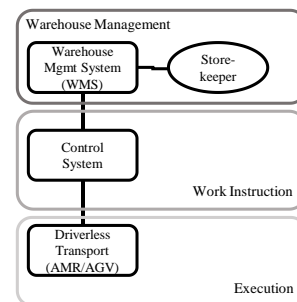 Warehouse Management
Warehouse
Mgmt System
(WMS)
Store-
keeper
Control
System
Work Instruction
Driverless
Transport
(AMR/AGV)
Execution